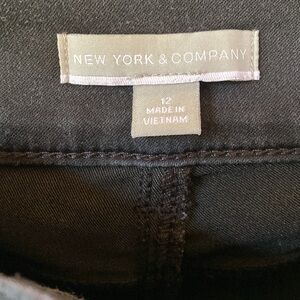 NEW YORK & COMPANY
12
MADE IN
VIETNAM